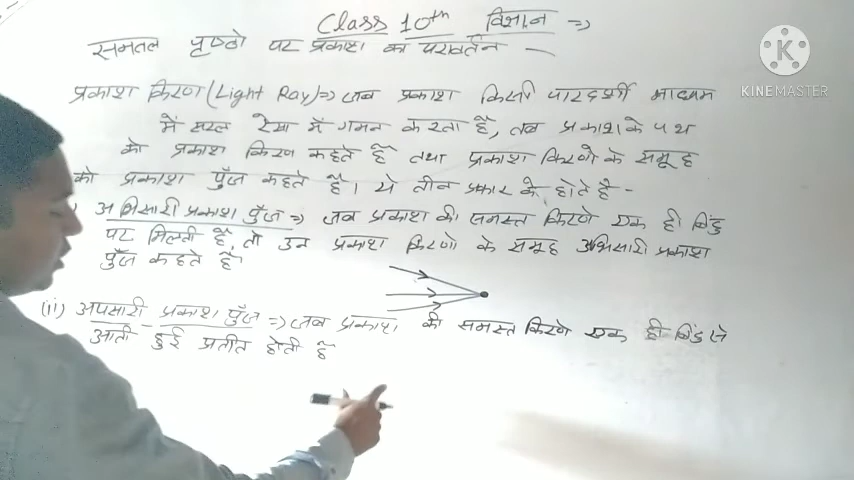 Class 10th विज्ञान ⇒
समतल पृष्ठो पर प्रकाश का परावर्तन —
प्रकाश किरण (Light Ray) ⇒ जब प्रकाश किसी पारदर्शी माध्यम
में सरल रेखा में गमन करता है, तब प्रकाश के पथ
को प्रकाश किरण कहते हैं तथा प्रकाश किरणो के समूह
को प्रकाश पुँज कहते हैं। ये तीन प्रकार के होते है -
अभिसारी प्रकाश पुँज ⇒ जब प्रकाश की समस्त किरणे एक ही बिंदु
पर मिलती हैं, तो उन प्रकाश किरणो के समूह अभिसारी प्रकाश
पुँज कहते हैं
(ii) अपसारी प्रकाश पुँज ⇒ जब प्रकाश की समस्त किरणे एक ही बिंदु से
आती हुई प्रतीत होती हैं
KINEMASTER